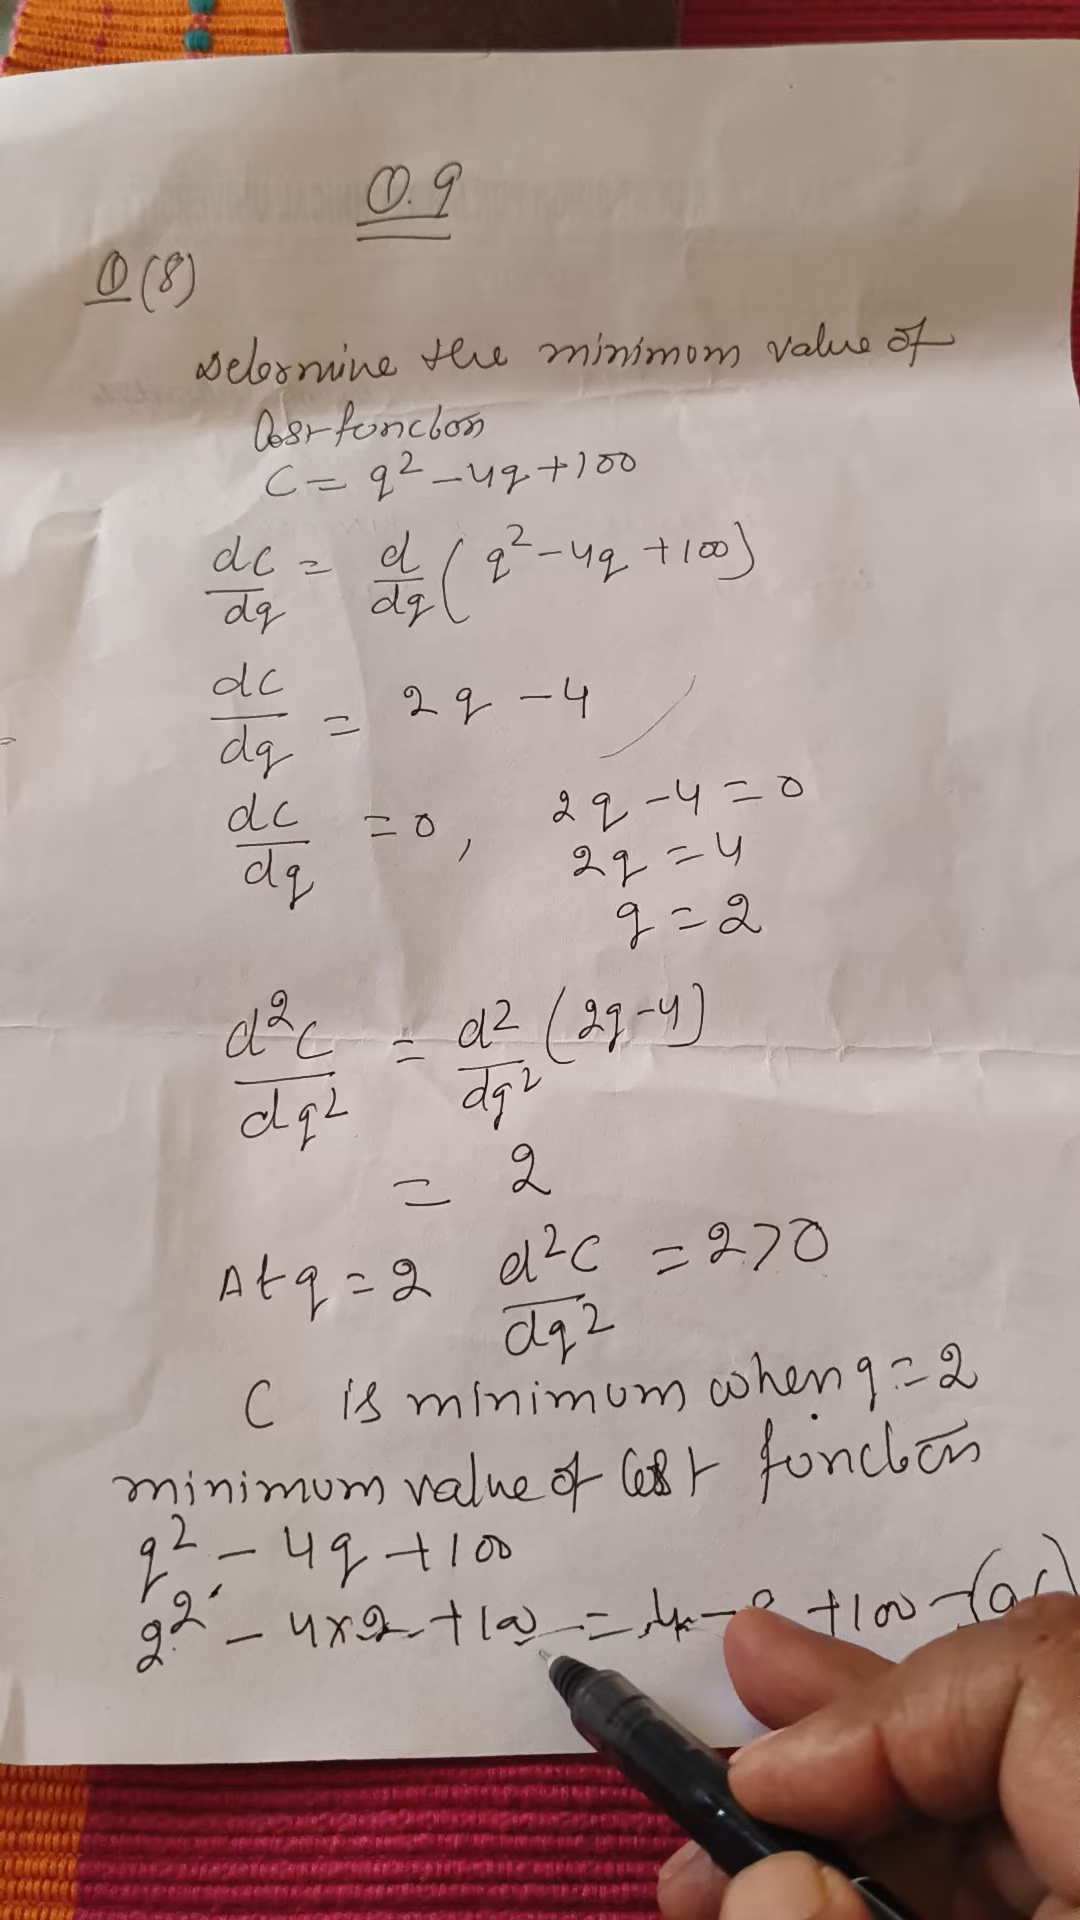 Q.9
Q(8)
Determine the minimum value of
Cost function
C = q² - 4q + 100
dC/dq = d/dq (q² - 4q + 100)
dC/dq = 2q - 4
dC/dq = 0, 2q - 4 = 0
2q = 4
q = 2
d²C/dq² = d²/dq² (2q - 4)
= 2
At q = 2 d²C/dq² = 2 > 0
C is minimum when q = 2
minimum value of Cost function
q² - 4q + 100
2² - 4×2 + 100 = 4 - + 100 =